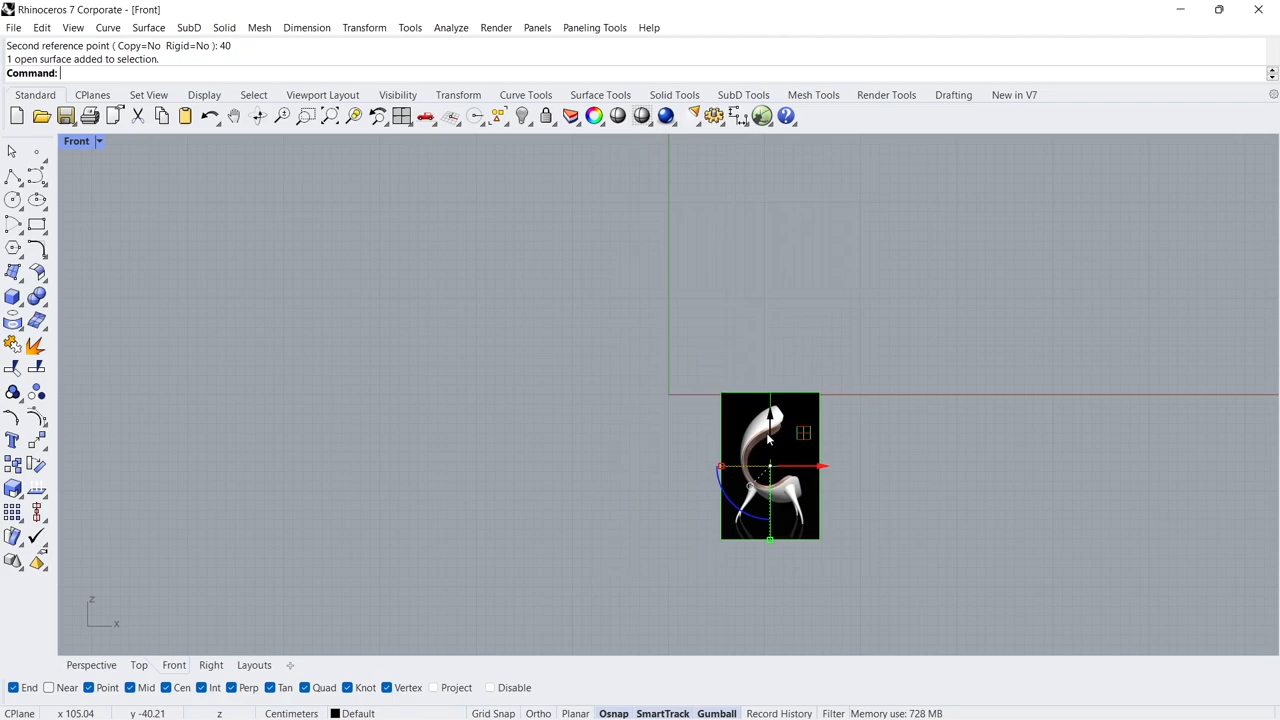 Rhinoceros 7 Corporate - [Front]
File Edit View Curve Surface SubD Solid Mesh Dimension Transform Tools Analyze Render Panels Paneling Tools Help
Second reference point ( Copy=No Rigid=No ): 40
1 open surface added to selection.
Command:
Standard CPlanes Set View Display Select Viewport Layout Visibility Transform Curve Tools Surface Tools Solid Tools SubD Tools Mesh Tools Render Tools Drafting New in V7
Front
z
x
Perspective Top Front Right Layouts
End Near Point Mid Cen Int Perp Tan Quad Knot Vertex Project Disable
CPlane x 105.04 y -40.21 z Centimeters Default Grid Snap Ortho Planar Osnap SmartTrack Gumball Record History Filter Memory use: 728 MB